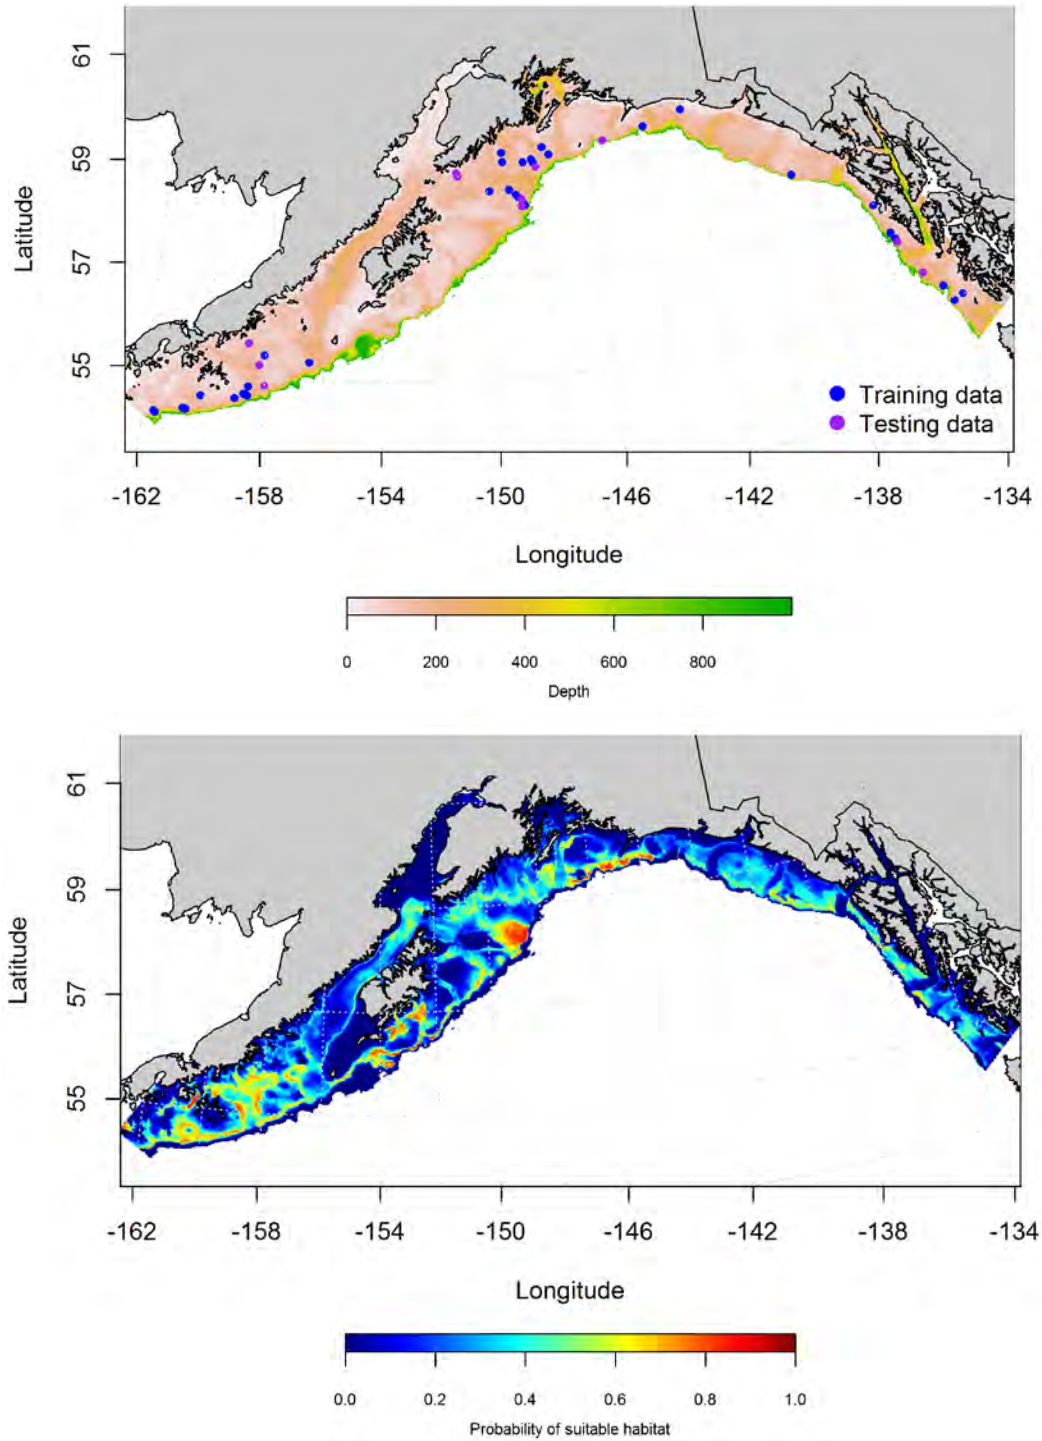 61
59
57
55
Latitude
Training data
Testing data
-162 -158 -154 -150 -146 -142 -138 -134
Longitude
0 200 400 600 800
Depth
61
59
57
55
Latitude
-162 -158 -154 -150 -146 -142 -138 -134
Longitude
0.0 0.2 0.4 0.6 0.8 1.0
Probability of suitable habitat